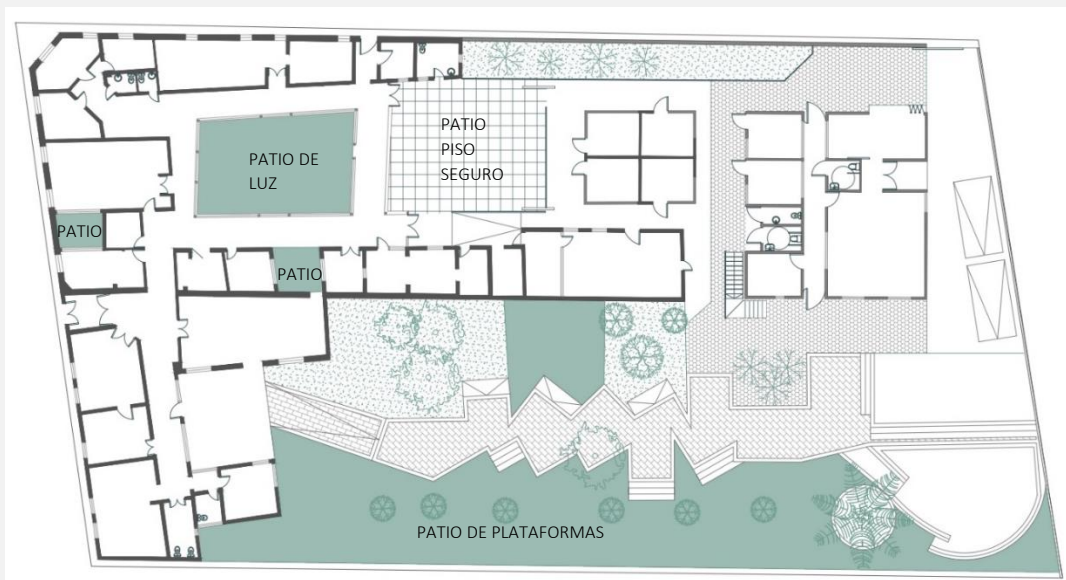 PATIO
PISO
SEGURO
PATIO DE
LUZ
PATIO
PATIO
PATIO DE PLATAFORMAS